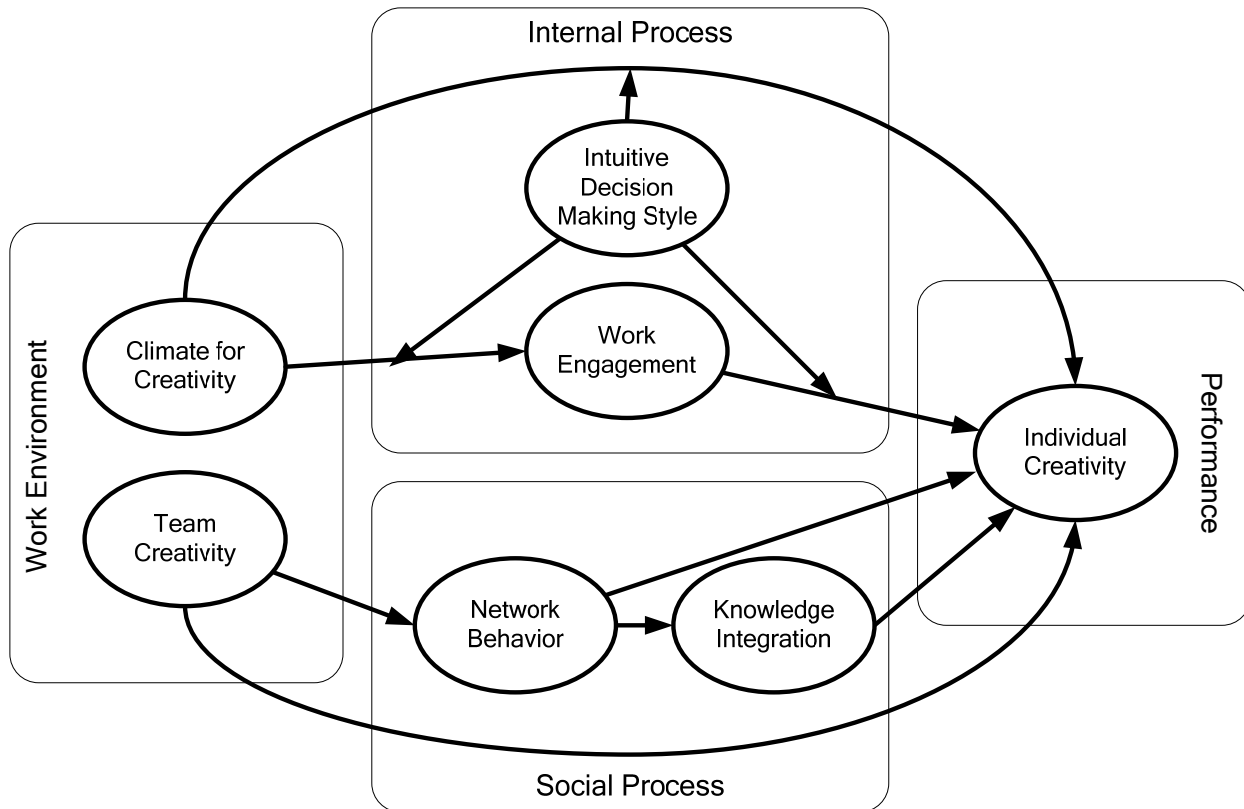 Internal Process
Intuitive
Decision
Making Style
Work
Engagement
Climate for
Creativity
Work Environment
Team
Creativity
Network
Behavior
Knowledge
Integration
Individual
Creativity
Performance
Social Process